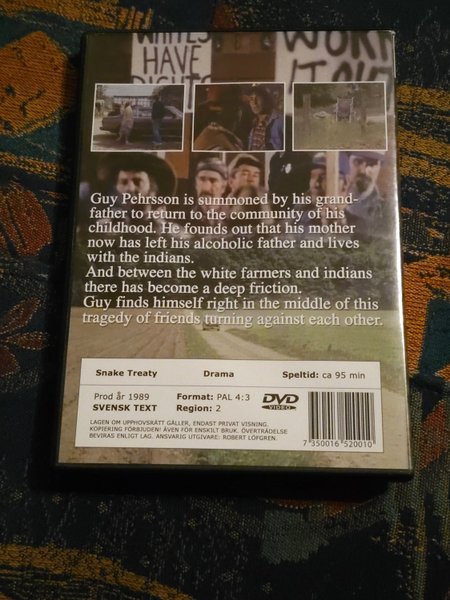 WHITES
HAVE
RIGHTS
WORK
IT OUT
Guy Pehrsson is summoned by his grand-
father to return to the community of his
childhood. He founds out that his mother
now has left his alcoholic father and lives
with the indians.
And between the white farmers and indians
there has become a deep friction.
Guy finds himself right in the middle of this
tragedy of friends turning against each other.
Snake Treaty Drama Speltid: ca 95 min
Prod år 1989 Format: PAL 4:3 DVD
SVENSK TEXT Region: 2 VIDEO
LAGEN OM UPPHOVSRÄTT GÄLLER, ENDAST PRIVAT VISNING.
KOPIERING FÖRBJUDEN! ÄVEN FÖR ENSKILT BRUK. ÖVERTRÄDELSE
BEVIRAS ENLIGT LAG. ANSVARIG UTGIVARE: ROBERT LÖFGREN.
7 350016 520010